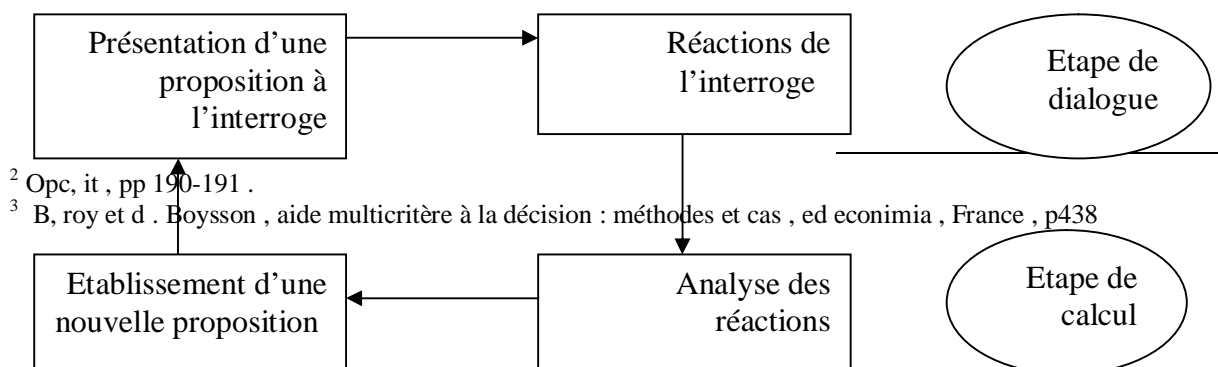 Présentation d’une
proposition à
l’interroge
Réactions de
l’interroge
Etape de
dialogue
2 Opc, it , pp 190-191 .
3 B, roy et d . Boysson , aide multicritère à la décision : méthodes et cas , ed econimia , France , p438
Etablissement d’une
nouvelle proposition
Analyse des
réactions
Etape de
calcul